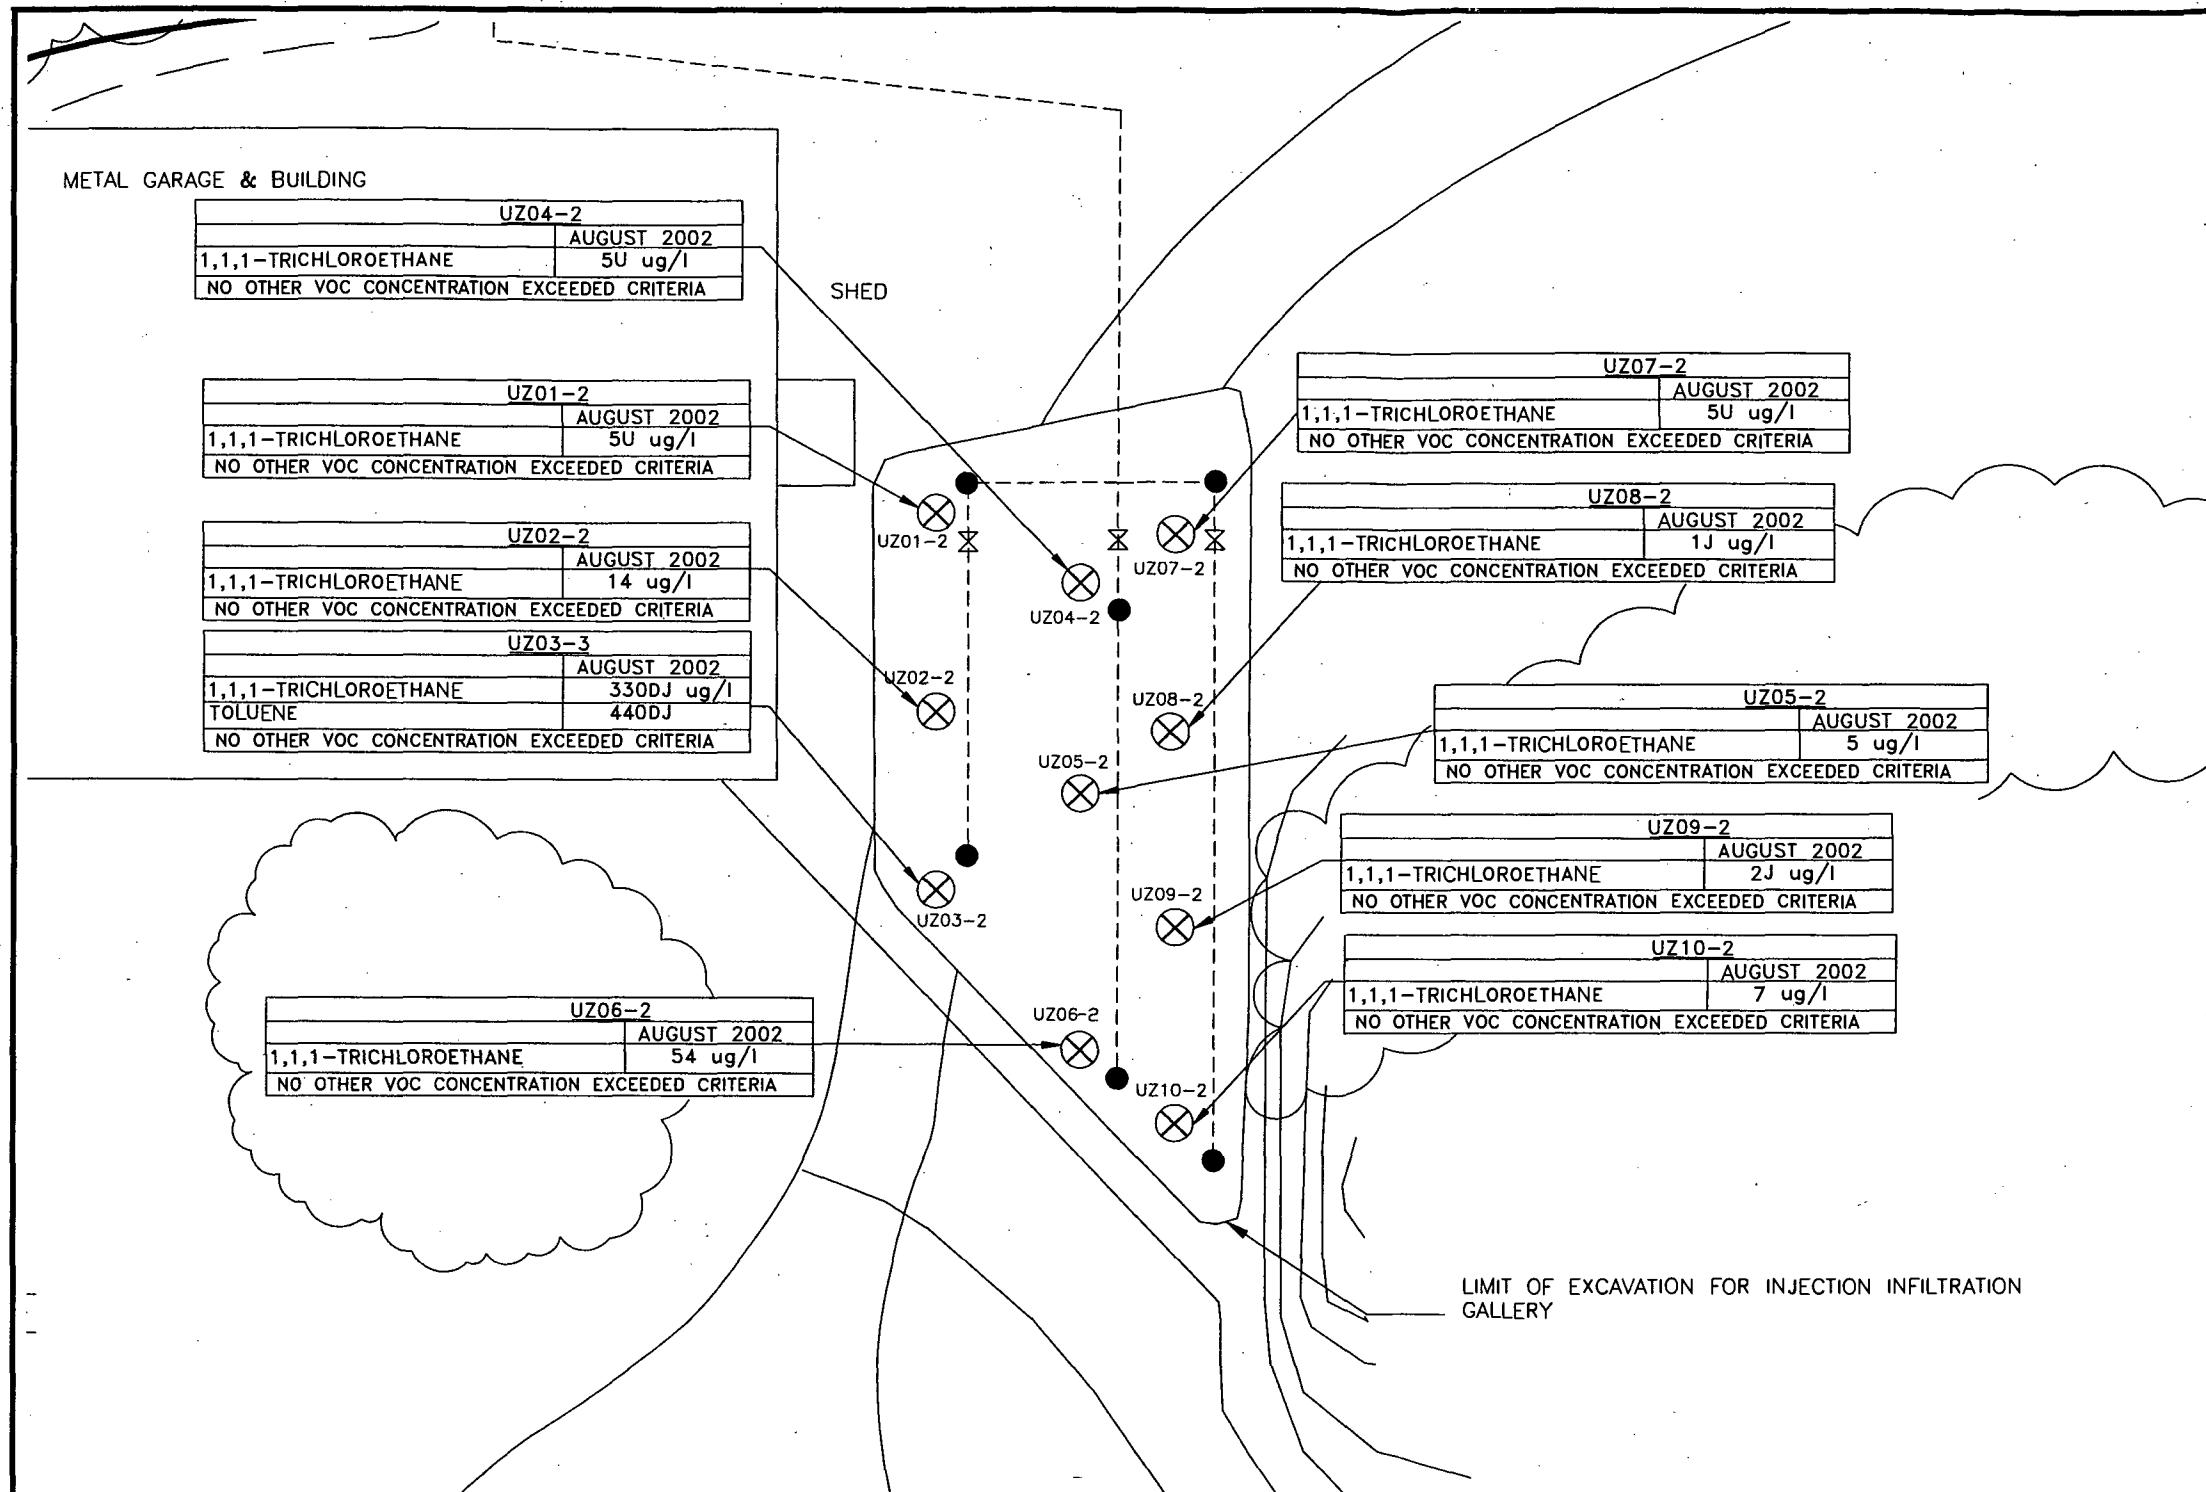 METAL GARAGE & BUILDING
UZ04-2
AUGUST 2002
1,1,1-TRICHLOROETHANE 5U ug/l
NO OTHER VOC CONCENTRATION EXCEEDED CRITERIA
SHED
UZ01-2
AUGUST 2002
1,1,1-TRICHLOROETHANE 5U ug/l
NO OTHER VOC CONCENTRATION EXCEEDED CRITERIA
UZ02-2
AUGUST 2002
1,1,1-TRICHLOROETHANE 14 ug/l
NO OTHER VOC CONCENTRATION EXCEEDED CRITERIA
UZ03-3
AUGUST 2002
1,1,1-TRICHLOROETHANE 330DJ ug/l
TOLUENE 440DJ
NO OTHER VOC CONCENTRATION EXCEEDED CRITERIA
UZ06-2
AUGUST 2002
1,1,1-TRICHLOROETHANE 54 ug/l
NO OTHER VOC CONCENTRATION EXCEEDED CRITERIA
UZ01-2
UZ07-2
UZ04-2
UZ02-2
UZ08-2
UZ05-2
UZ09-2
UZ03-2
UZ06-2
UZ10-2
UZ07-2
AUGUST 2002
1,1,1-TRICHLOROETHANE 5U ug/l
NO OTHER VOC CONCENTRATION EXCEEDED CRITERIA
UZ08-2
AUGUST 2002
1,1,1-TRICHLOROETHANE 1J ug/l
NO OTHER VOC CONCENTRATION EXCEEDED CRITERIA
UZ05-2
AUGUST 2002
1,1,1-TRICHLOROETHANE 5 ug/l
NO OTHER VOC CONCENTRATION EXCEEDED CRITERIA
UZ09-2
AUGUST 2002
1,1,1-TRICHLOROETHANE 2J ug/l
NO OTHER VOC CONCENTRATION EXCEEDED CRITERIA
UZ10-2
AUGUST 2002
1,1,1-TRICHLOROETHANE 7 ug/l
NO OTHER VOC CONCENTRATION EXCEEDED CRITERIA
LIMIT OF EXCAVATION FOR INJECTION INFILTRATION
GALLERY